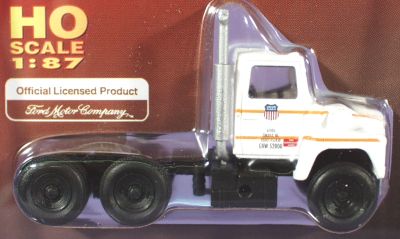 HO
SCALE
1:87
Official Licensed Product
Ford Motor Company